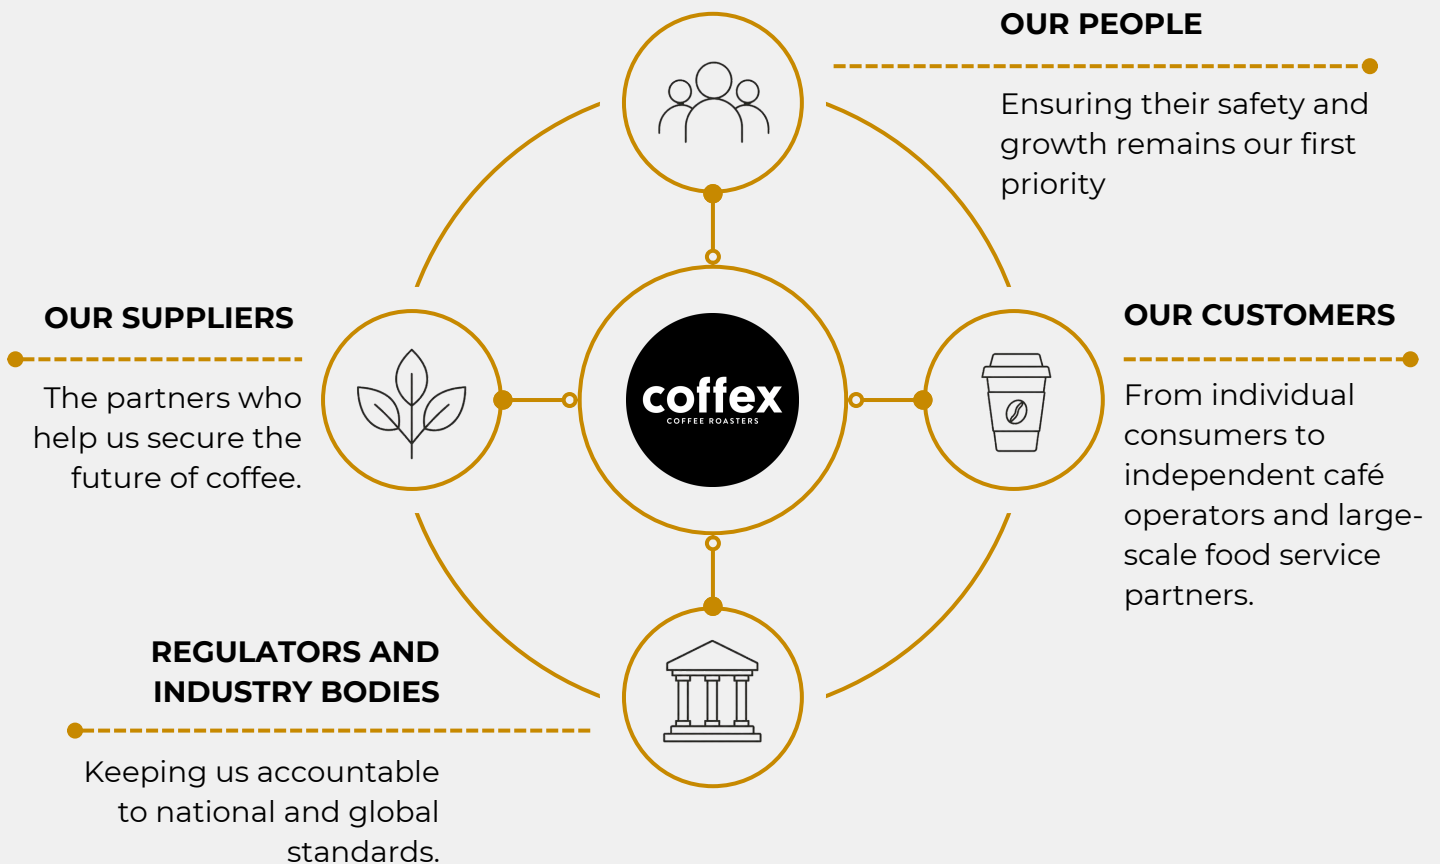 OUR PEOPLE
Ensuring their safety and
growth remains our first
priority
OUR SUPPLIERS
The partners who
help us secure the
future of coffee.
coffex
COFFEE ROASTERS
OUR CUSTOMERS
From individual
consumers to
independent café
operators and large-
scale food service
partners.
REGULATORS AND
INDUSTRY BODIES
Keeping us accountable
to national and global
standards.